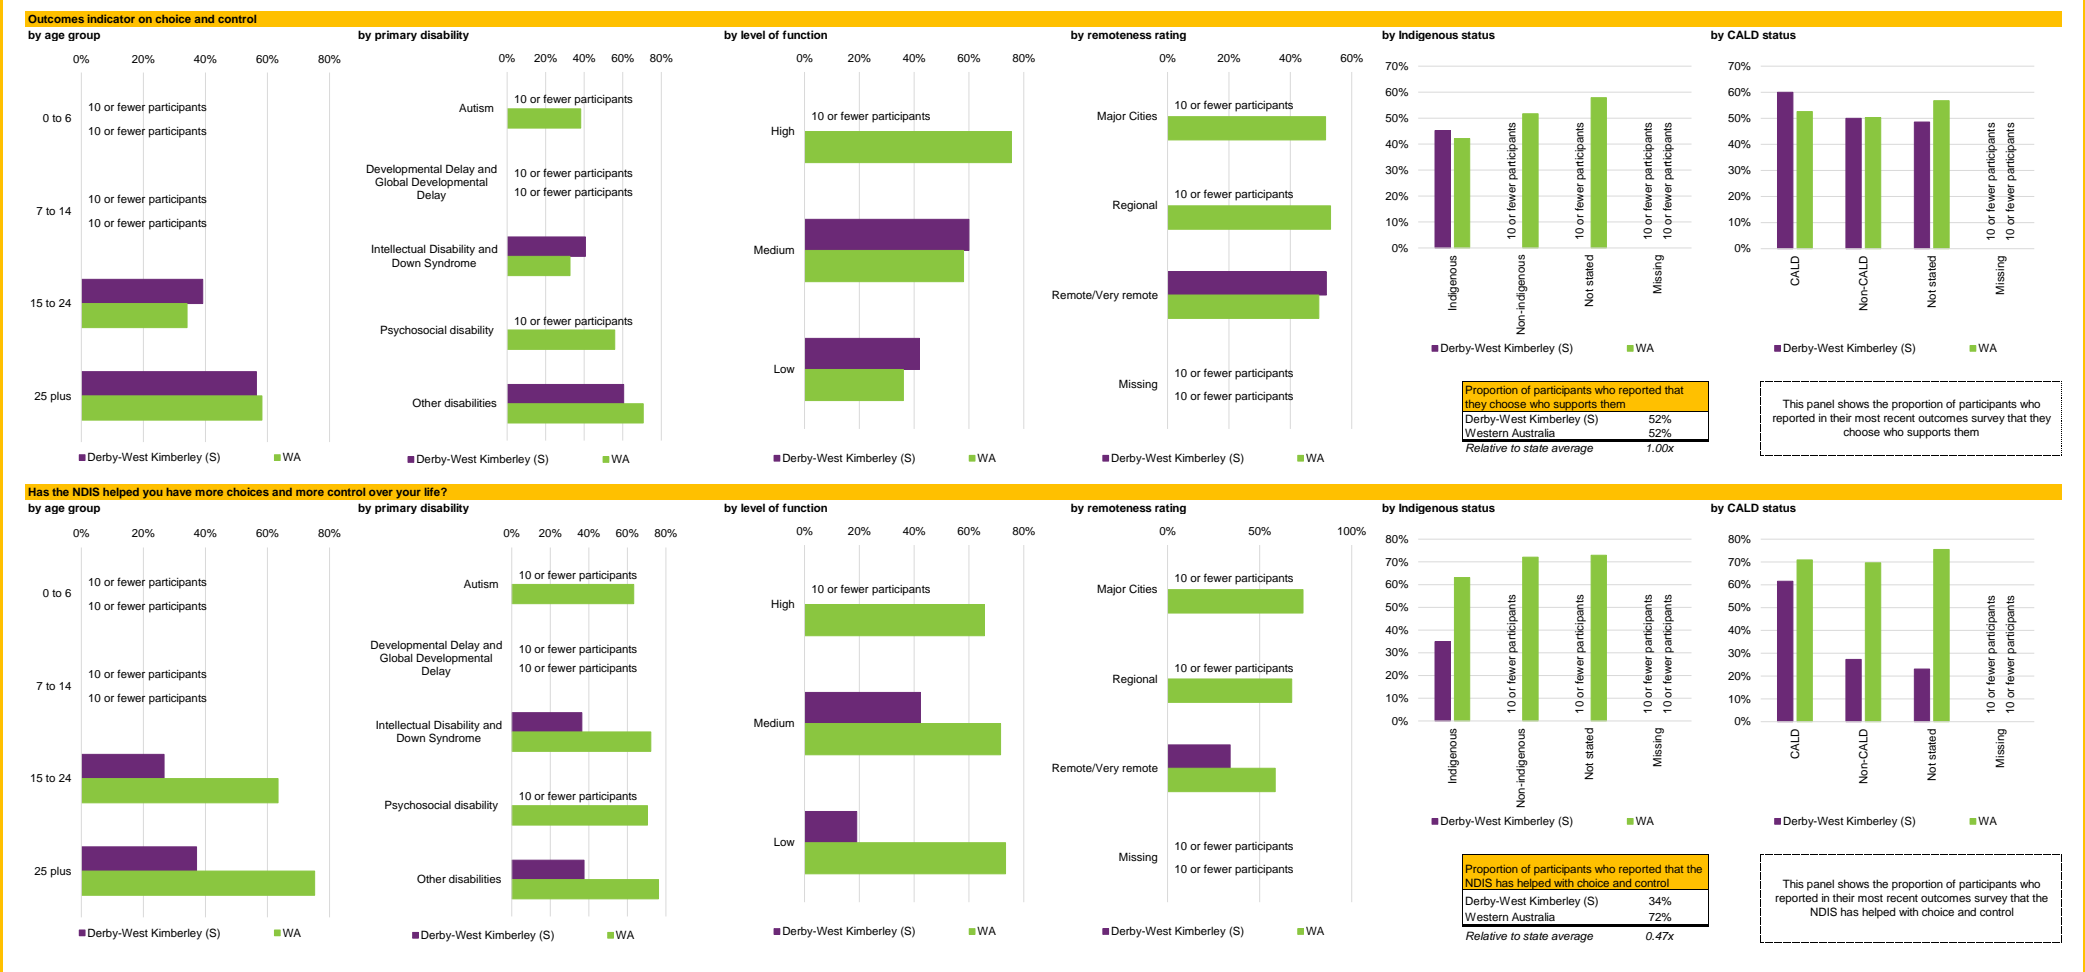 Outcomes indicator on choice and control
by age group
0% 20% 40% 60% 80%
0 to 6
10 or fewer participants
10 or fewer participants
7 to 14
10 or fewer participants
10 or fewer participants
15 to 24
25 plus
Derby-West Kimberley (S) WA
by primary disability
0% 20% 40% 60% 80%
Autism
10 or fewer participants
Developmental Delay and
Global Developmental
Delay
10 or fewer participants
10 or fewer participants
Intellectual Disability and
Down Syndrome
Psychosocial disability
10 or fewer participants
Other disabilities
Derby-West Kimberley (S) WA
by level of function
0% 20% 40% 60% 80%
High
10 or fewer participants
Medium
Low
Derby-West Kimberley (S) WA
by remoteness rating
0% 20% 40% 60%
Major Cities
10 or fewer participants
Regional
10 or fewer participants
Remote/Very remote
Missing
10 or fewer participants
10 or fewer participants
Derby-West Kimberley (S) WA
by Indigenous status
70%
60%
50%
40%
30%
20%
10%
0%
10 or fewer participants
10 or fewer participants
10 or fewer participants
10 or fewer participants
Indigenous
Non-indigenous
Not stated
Missing
Derby-West Kimberley (S) WA
Proportion of participants who reported that
they choose who supports them
Derby-West Kimberley (S) 52%
Western Australia 52%
Relative to state average 1.00x
by CALD status
70%
60%
50%
40%
30%
20%
10%
0%
10 or fewer participants
10 or fewer participants
CALD
Non-CALD
Not stated
Missing
Derby-West Kimberley (S) WA
This panel shows the proportion of participants who
reported in their most recent outcomes survey that they
choose who supports them
Has the NDIS helped you have more choices and more control over your life?
by age group
0% 20% 40% 60% 80%
0 to 6
10 or fewer participants
10 or fewer participants
7 to 14
10 or fewer participants
10 or fewer participants
15 to 24
25 plus
Derby-West Kimberley (S) WA
by primary disability
0% 20% 40% 60% 80%
Autism
10 or fewer participants
Developmental Delay and
Global Developmental
Delay
10 or fewer participants
10 or fewer participants
Intellectual Disability and
Down Syndrome
Psychosocial disability
10 or fewer participants
Other disabilities
Derby-West Kimberley (S) WA
by level of function
0% 20% 40% 60% 80%
High
10 or fewer participants
Medium
Low
Derby-West Kimberley (S) WA
by remoteness rating
0% 50% 100%
Major Cities
10 or fewer participants
Regional
10 or fewer participants
Remote/Very remote
Missing
10 or fewer participants
10 or fewer participants
Derby-West Kimberley (S) WA
by Indigenous status
80%
70%
60%
50%
40%
30%
20%
10%
0%
10 or fewer participants
10 or fewer participants
10 or fewer participants
10 or fewer participants
Indigenous
Non-indigenous
Not stated
Missing
Derby-West Kimberley (S) WA
Proportion of participants who reported that the
NDIS has helped with choice and control
Derby-West Kimberley (S) 34%
Western Australia 72%
Relative to state average 0.47x
by CALD status
80%
70%
60%
50%
40%
30%
20%
10%
0%
10 or fewer participants
10 or fewer participants
CALD
Non-CALD
Not stated
Missing
Derby-West Kimberley (S) WA
This panel shows the proportion of participants who
reported in their most recent outcomes survey that the
NDIS has helped with choice and control